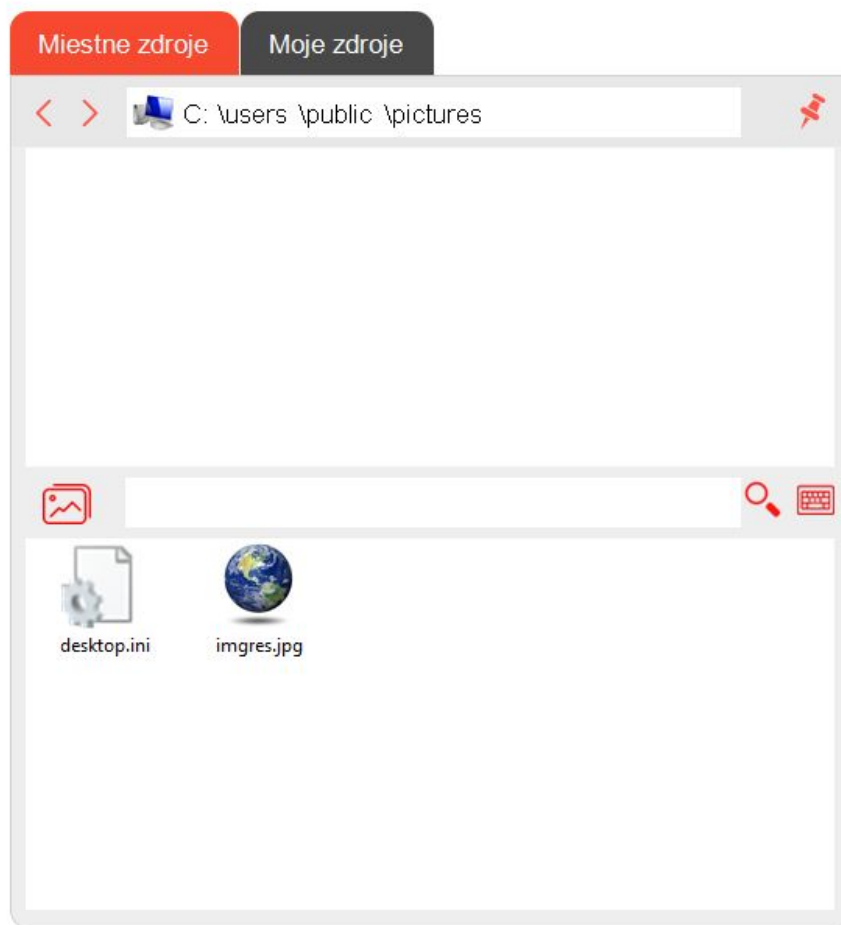 Miestne zdroje Moje zdroje
C: \users \public \pictures
desktop.ini imgres.jpg